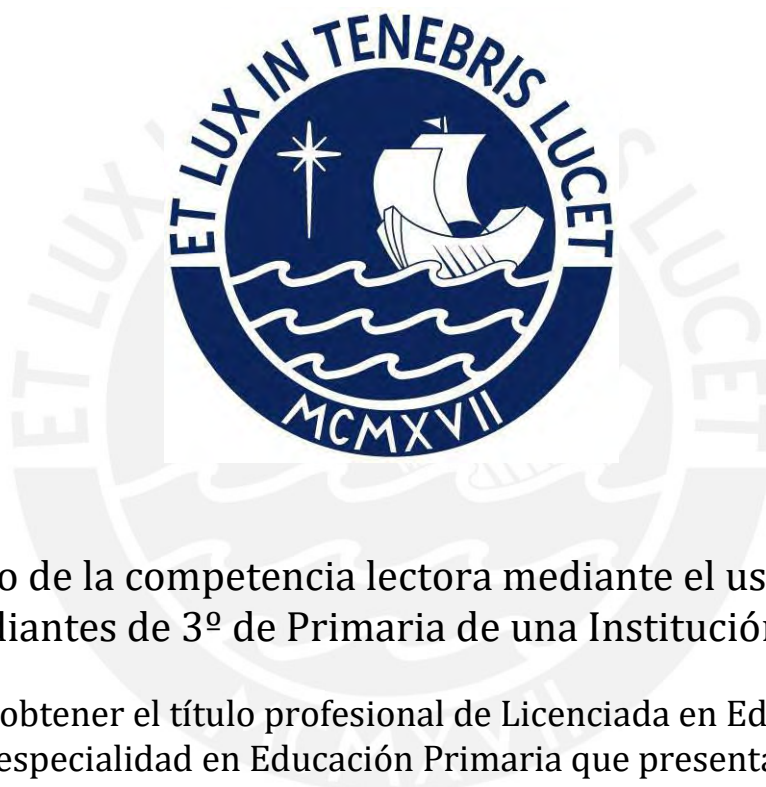 ET LUX IN TENEBRIS LUCET
MCMXVII
o de la competencia lectora mediante el us
liantes de 3º de Primaria de una Institución
obtener el título profesional de Licenciada en Ed
especialidad en Educación Primaria que presenta